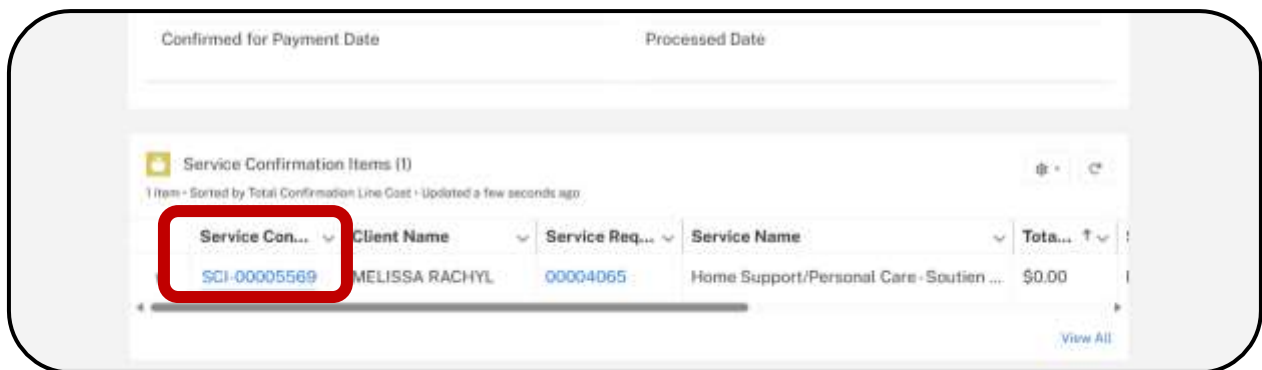 Confirmed for Payment Date Processed Date
Service Confirmation Items (1)
1 item • Sorted by Total Confirmation Line Cost • Updated a few seconds ago
Service Con... Client Name Service Req... Service Name Tota...
SCI-00005569 MELISSA RACHYL 00004065 Home Support/Personal Care-Soutien ... $0.00
View All